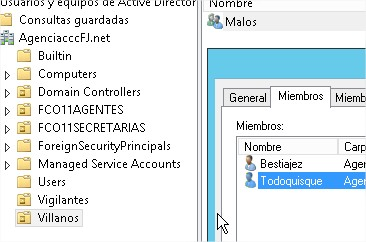 Usuarios y equipos de Active Director
Consultas guardadas
AgenciacccFJ.net
Builtin
Computers
Domain Controllers
FCO11AGENTES
FCO11SECRETARIAS
ForeignSecurityPrincipals
Managed Service Accounts
Users
Vigilantes
Villanos
Nombre
Malos
General
Miembros
Miemb
Miembros:
Nombre
Carp
Bestiajez
Agen
Todoquisque
Agen